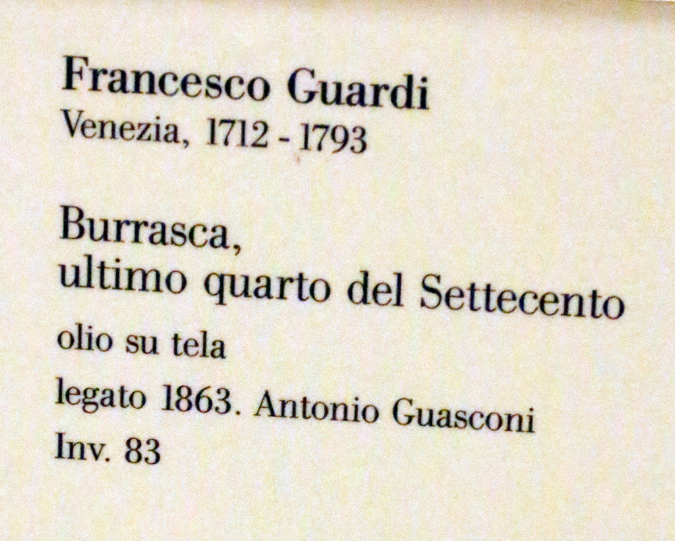 Francesco Guardi
Venezia, 1712 - 1793
Burrasca,
ultimo quarto del Settecento
olio su tela
legato 1863. Antonio Guasconi
Inv. 83